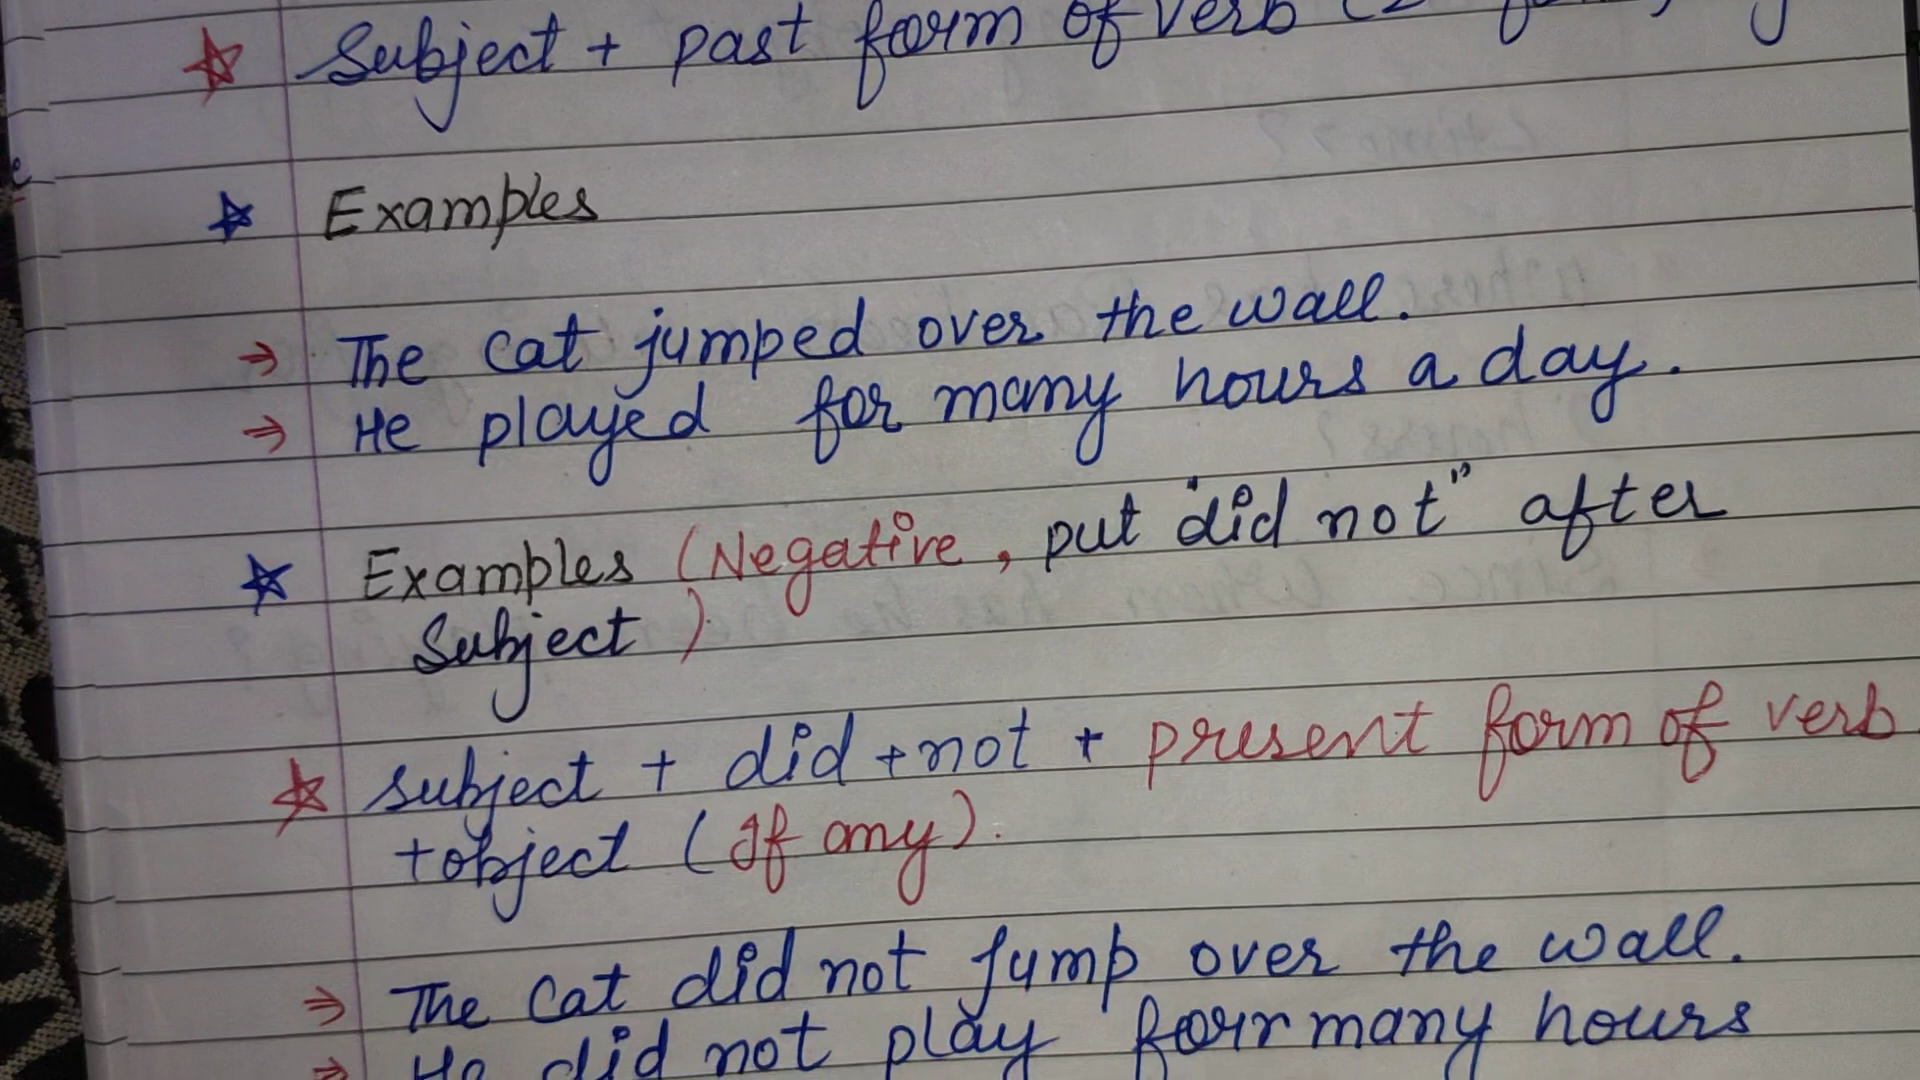 Subject + past form of verb
Examples
The cat jumped over the wall.
He played for many hours a day.
Examples (Negative, put "did not" after
Subject)
subject + did + not + present form of verb
+ object (If any).
The cat did not jump over the wall.
He did not play forr many hours